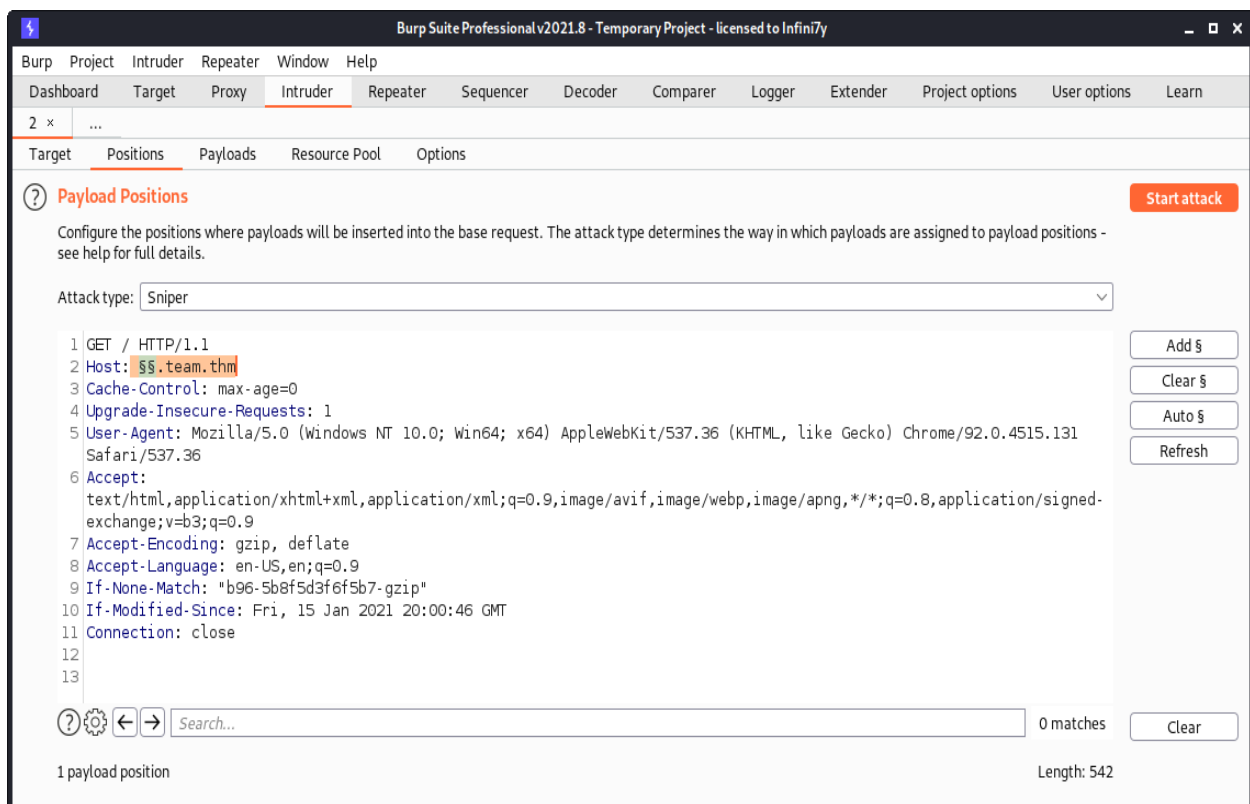 Burp Suite Professional v2021.8 - Temporary Project - licensed to Infini7y
Burp Project Intruder Repeater Window Help
Dashboard Target Proxy Intruder Repeater Sequencer Decoder Comparer Logger Extender Project options User options Learn
2 × ...
Target Positions Payloads Resource Pool Options
? Payload Positions
Start attack
Configure the positions where payloads will be inserted into the base request. The attack type determines the way in which payloads are assigned to payload positions -
see help for full details.
Attack type: Sniper
1 GET / HTTP/1.1
2 Host: §§.team.thm
3 Cache-Control: max-age=0
4 Upgrade-Insecure-Requests: 1
5 User-Agent: Mozilla/5.0 (Windows NT 10.0; Win64; x64) AppleWebKit/537.36 (KHTML, like Gecko) Chrome/92.0.4515.131
Safari/537.36
6 Accept:
text/html,application/xhtml+xml,application/xml;q=0.9,image/avif,image/webp,image/apng,*/*;q=0.8,application/signed-
exchange;v=b3;q=0.9
7 Accept-Encoding: gzip, deflate
8 Accept-Language: en-US,en;q=0.9
9 If-None-Match: "b96-5b8f5d3f6f5b7-gzip"
10 If-Modified-Since: Fri, 15 Jan 2021 20:00:46 GMT
11 Connection: close
12
13
Add §
Clear §
Auto §
Refresh
? Search... 0 matches Clear
1 payload position Length: 542